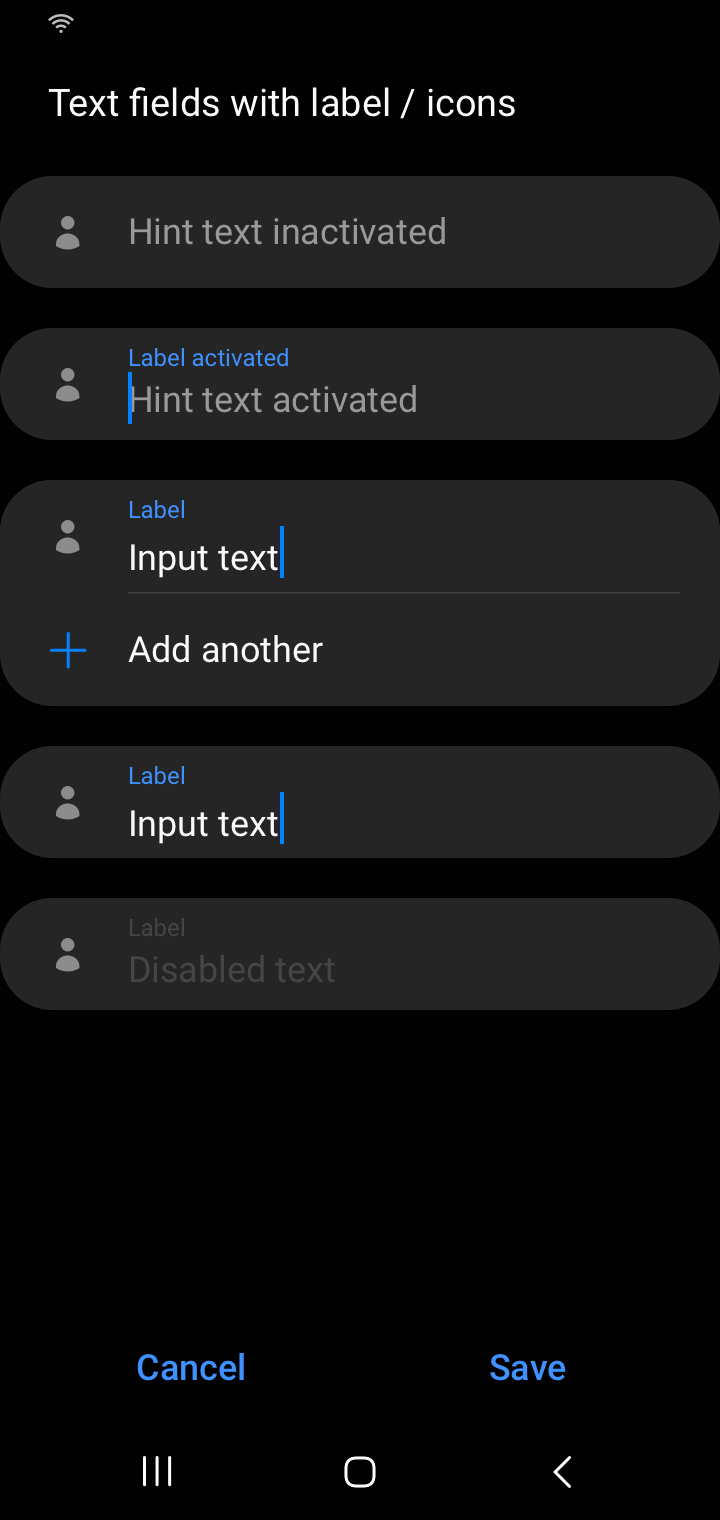 Text fields with label / icons
Hint text inactivated
Label activated
Hint text activated
Label
Input text
Add another
Label
Input text
Label
Disabled text
Cancel
Save